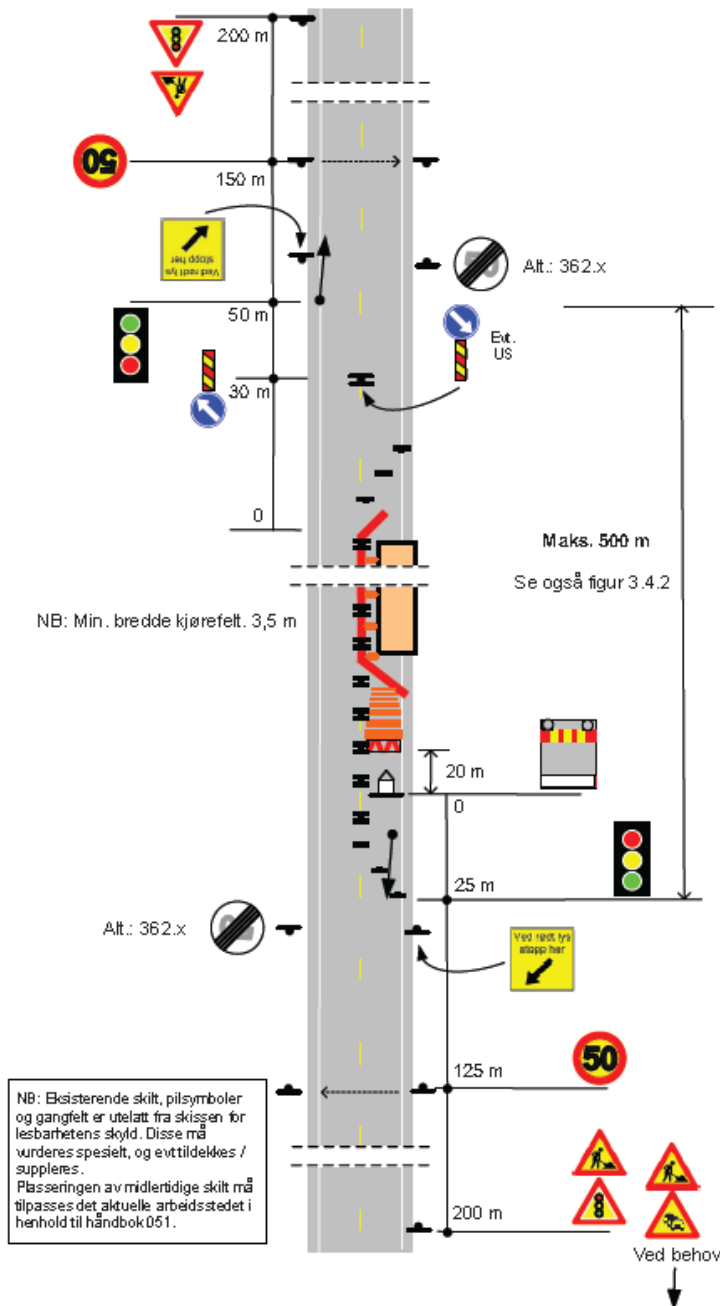 200 m
50
150 m
Ved rødt lys
stopp her
50
Alt.: 362.x
50 m
Evt.
US
30 m
0
Maks. 500 m
Se også figur 3.4.2
NB: Min. bredde kjørefelt. 3,5 m
20 m
0
25 m
Alt.: 362.x
Ved rødt lys
stopp her
50
125 m
NB: Eksisterende skilt, pilsymboler
og gangfelt er utelatt fra skissen for
lesbarhetens skyld. Disse må
vurderes spesielt, og evt tildekkes /
suppleres.
Plasseringen av midlertidige skilt må
tilpasses det aktuelle arbeidsstedet i
henhold til håndbok 051.
200 m
Ved behov